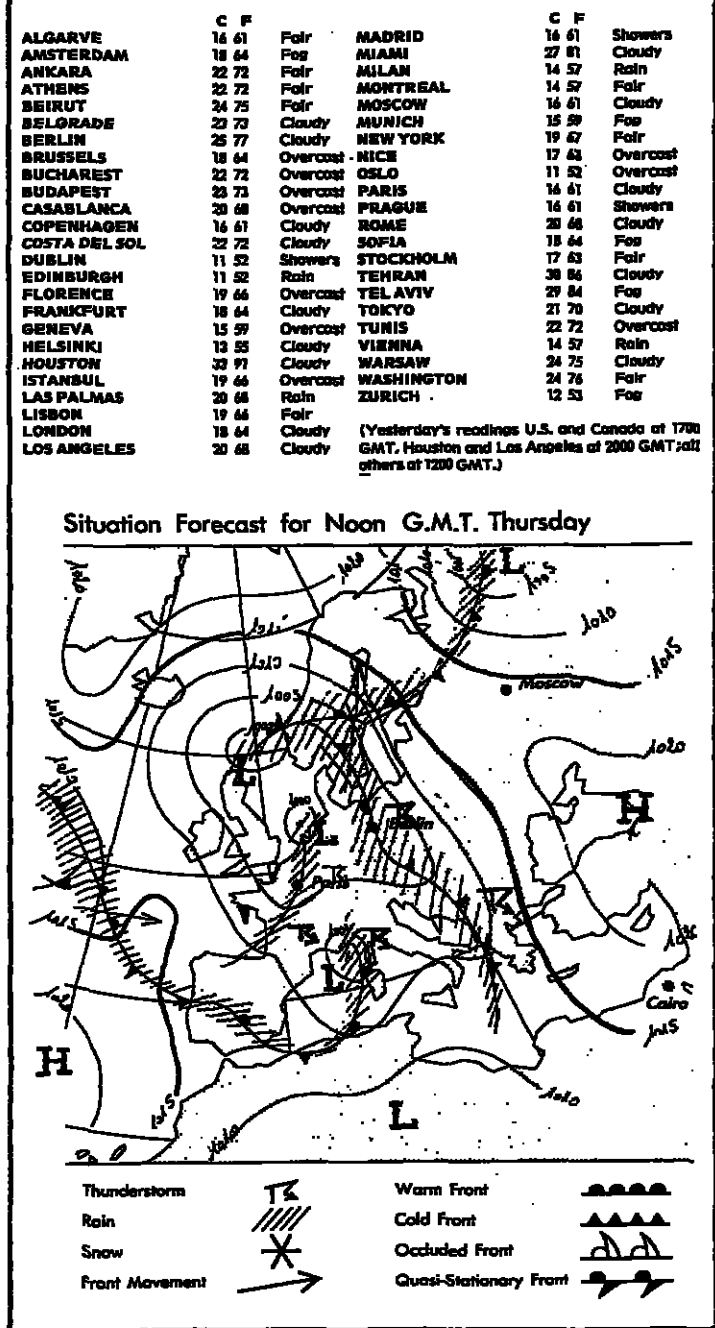 C F
ALGARVE 16 61 Fair
AMSTERDAM 18 64 Fog
ANKARA 22 72 Fair
ATHENS 22 72 Fair
BEIRUT 24 75 Fair
BELGRADE 23 73 Cloudy
BERLIN 25 77 Cloudy
BRUSSELS 18 64 Overcast
BUCHAREST 22 72 Overcast
BUDAPEST 23 73 Overcast
CASABLANCA 20 68 Overcast
COPENHAGEN 16 61 Cloudy
COSTA DEL SOL 22 72 Cloudy
DUBLIN 11 52 Showers
EDINBURGH 11 52 Rain
FLORENCE 19 66 Overcast
FRANKFURT 18 64 Cloudy
GENEVA 15 59 Overcast
HELSINKI 13 55 Cloudy
HOUSTON 33 91 Cloudy
ISTANBUL 19 66 Overcast
LAS PALMAS 20 68 Rain
LISBON 19 66 Fair
LONDON 18 64 Cloudy
LOS ANGELES 20 68 Cloudy
C F
MADRID 16 61 Showers
MIAMI 27 81 Cloudy
MILAN 14 57 Rain
MONTREAL 14 57 Fair
MOSCOW 16 61 Cloudy
MUNICH 15 59 Fog
NEW YORK 19 67 Fair
NICE 17 63 Overcast
OSLO 11 52 Overcast
PARIS 16 61 Cloudy
PRAGUE 16 61 Showers
ROME 20 68 Cloudy
SOFIA 18 64 Fog
STOCKHOLM 17 63 Fair
TEHRAN 30 86 Cloudy
TEL AVIV 29 84 Fog
TOKYO 21 70 Cloudy
TUNIS 22 72 Overcast
VIENNA 14 57 Rain
WARSAW 24 75 Cloudy
WASHINGTON 24 76 Fair
ZURICH 12 53 Fog
(Yesterday's readings U.S. and Canada at 1700
GMT, Houston and Los Angeles at 2000 GMT; all
others at 1200 GMT.)
Situation Forecast for Noon G.M.T. Thursday
1020
1020
L
1005
1010
1015
Moscow
1015
1020
L
H
Berlin
Paris
1015
1020
L
Cairo
1015
H
1015
1010
1010
L
Thunderstorm
Rain
Snow
Front Movement
Warm Front
Cold Front
Occluded Front
Quasi-Stationary Front